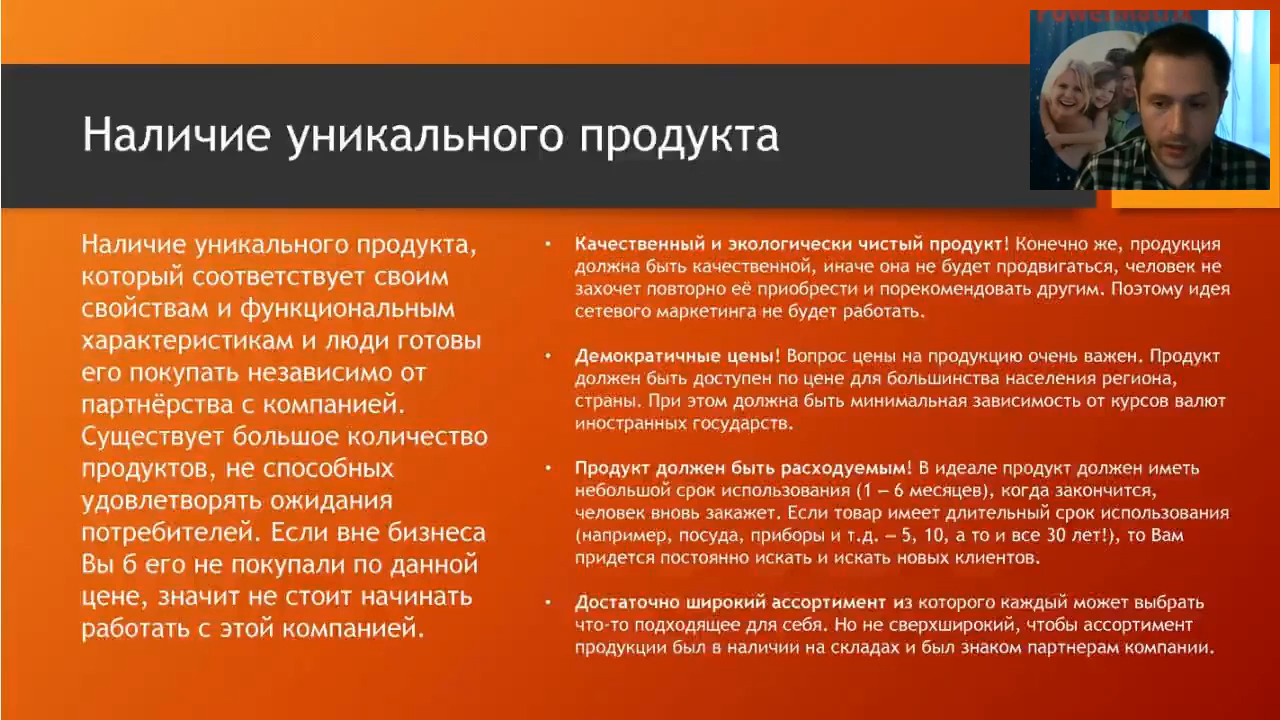 PowerMatrix
Наличие уникального продукта
Наличие уникального продукта,
который соответствует своим
свойствам и функциональным
характеристикам и люди готовы
его покупать независимо от
партнёрства с компанией.
Существует большое количество
продуктов, не способных
удовлетворять ожидания
потребителей. Если вне бизнеса
Вы б его не покупали по данной
цене, значит не стоит начинать
работать с этой компанией.
• Качественный и экологически чистый продукт! Конечно же, продукция
должна быть качественной, иначе она не будет продвигаться, человек не
захочет повторно её приобрести и порекомендовать другим. Поэтому идея
сетевого маркетинга не будет работать.
• Демократичные цены! Вопрос цены на продукцию очень важен. Продукт
должен быть доступен по цене для большинства населения региона,
страны. При этом должна быть минимальная зависимость от курсов валют
иностранных государств.
• Продукт должен быть расходуемым! В идеале продукт должен иметь
небольшой срок использования (1 – 6 месяцев), когда закончится,
человек вновь закажет. Если товар имеет длительный срок использования
(например, посуда, приборы и т.д. – 5, 10, а то и все 30 лет!), то Вам
придется постоянно искать и искать новых клиентов.
• Достаточно широкий ассортимент из которого каждый может выбрать
что-то подходящее для себя. Но не сверхширокий, чтобы ассортимент
продукции был в наличии на складах и был знаком партнерам компании.